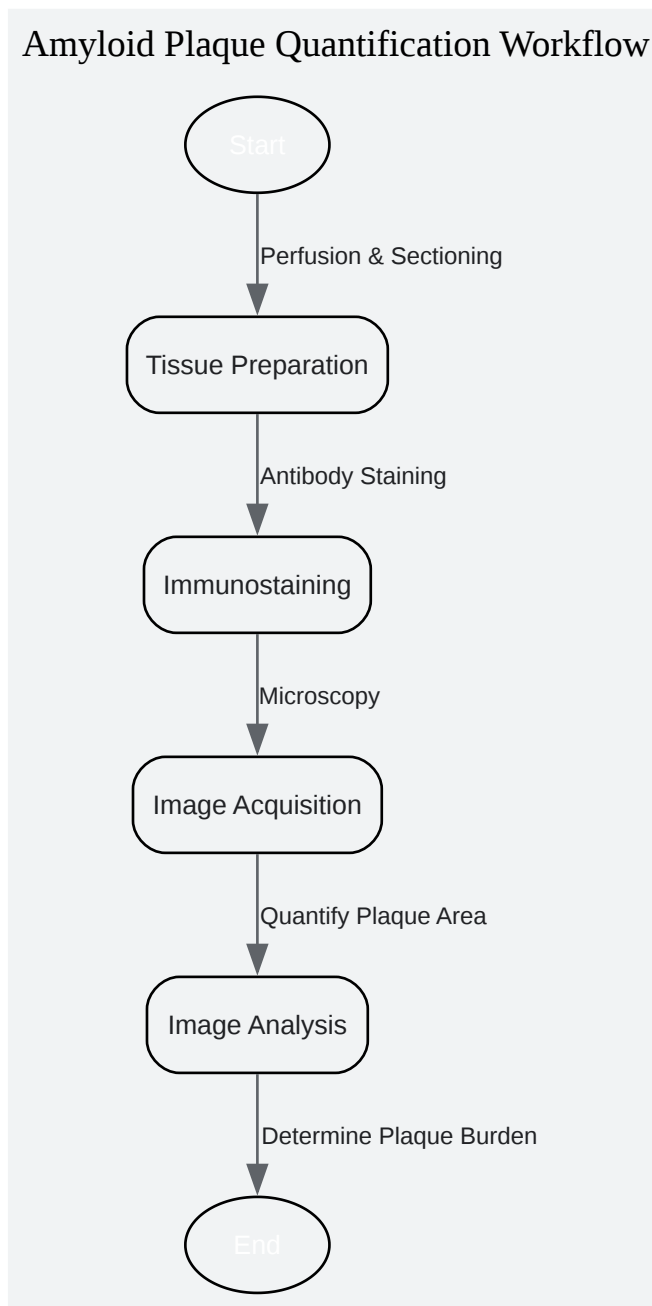 Amyloid Plaque Quantification Workflow
Start
Perfusion & Sectioning
Tissue Preparation
Antibody Staining
Immunostaining
Microscopy
Image Acquisition
Quantify Plaque Area
Image Analysis
Determine Plaque Burden
End